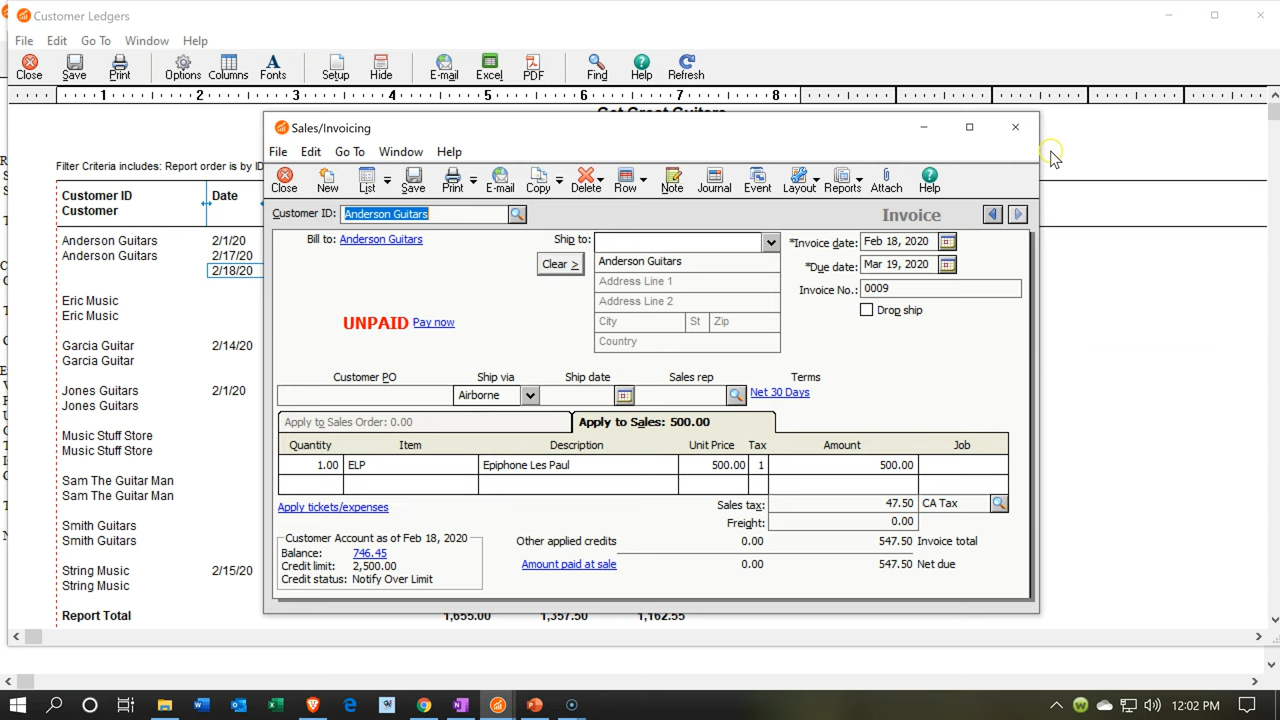 Customer Ledgers
File Edit Go To Window Help
Close Save Print Options Columns Fonts Setup Hide E-mail Excel PDF Find Help Refresh
1 2 3 4 5 6 7 8
Get Great Guitars
Filter Criteria includes: Report order is by ID
Customer ID Date
Customer
Anderson Guitars 2/1/20
Anderson Guitars 2/17/20
2/18/20
Eric Music
Eric Music
Garcia Guitar 2/14/20
Garcia Guitar
Jones Guitars 2/1/20
Jones Guitars
Music Stuff Store
Music Stuff Store
Sam The Guitar Man
Sam The Guitar Man
Smith Guitars
Smith Guitars
String Music 2/15/20
String Music
Report Total 1,655.00 1,357.50 1,162.55
Sales/Invoicing
File Edit Go To Window Help
Close New List Save Print E-mail Copy Delete Row Note Journal Event Layout Reports Attach Help
Customer ID: Anderson Guitars Invoice
Bill to: Anderson Guitars Ship to: *Invoice date: Feb 18, 2020
Clear > Anderson Guitars *Due date: Mar 19, 2020
Address Line 1 Invoice No.: 0009
Address Line 2 Drop ship
UNPAID Pay now City St Zip
Country
Customer PO Ship via Ship date Sales rep Terms
Airborne Net 30 Days
Apply to Sales Order: 0.00 Apply to Sales: 500.00
Quantity Item Description Unit Price Tax Amount Job
1.00 ELP Epiphone Les Paul 500.00 1 500.00
Apply tickets/expenses Sales tax: 47.50 CA Tax
Freight: 0.00
Customer Account as of Feb 18, 2020 Other applied credits 0.00 547.50 Invoice total
Balance: 746.45
Credit limit: 2,500.00 Amount paid at sale 0.00 547.50 Net due
Credit status: Notify Over Limit
12:02 PM